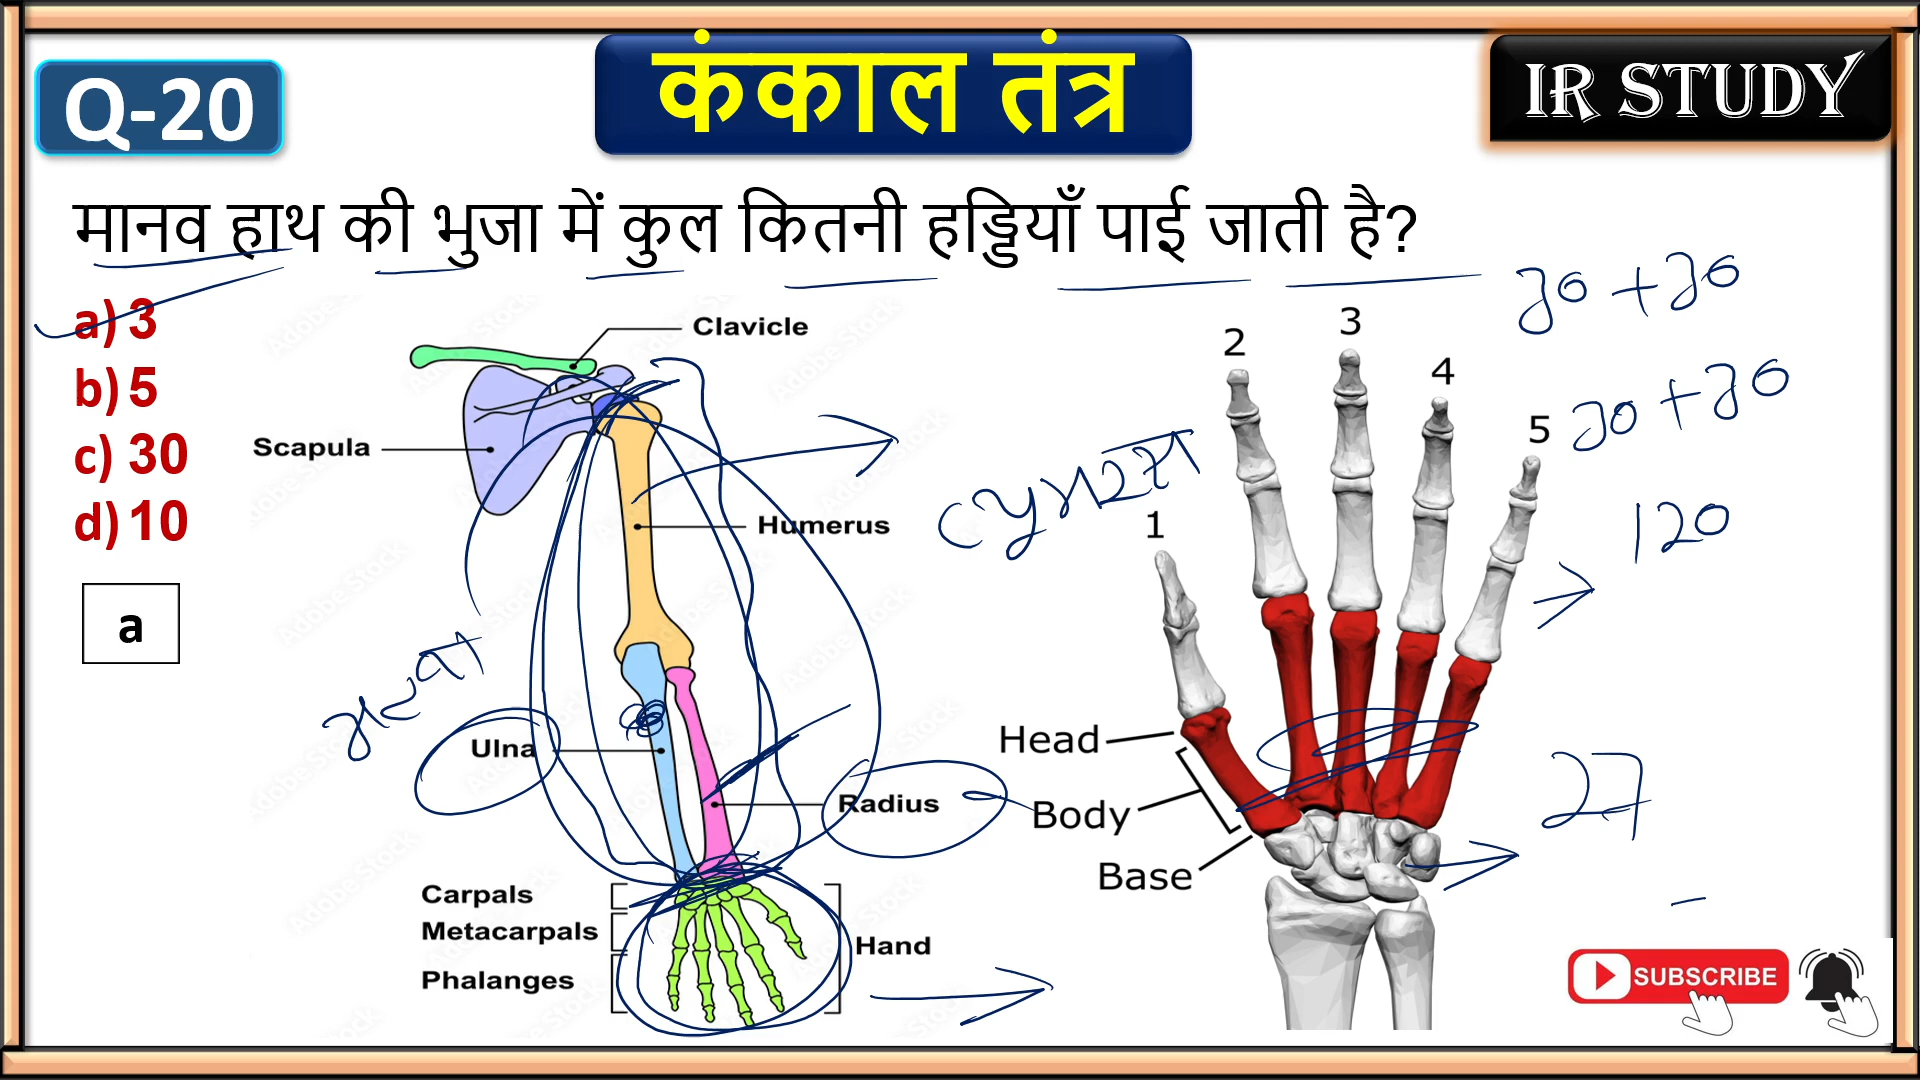 Q-20
कंकाल तंत्र
IR STUDY
मानव हाथ की भुजा में कुल कितनी हड्डियाँ पाई जाती है?
a) 3
b) 5
c) 30
d) 10
a
Clavicle
Scapula
Humerus
Ulna
Radius
Carpals
Metacarpals
Phalanges
Hand
1
2
3
4
5
Head
Body
Base
30 + 30
30 + 30
120
27
SUBSCRIBE